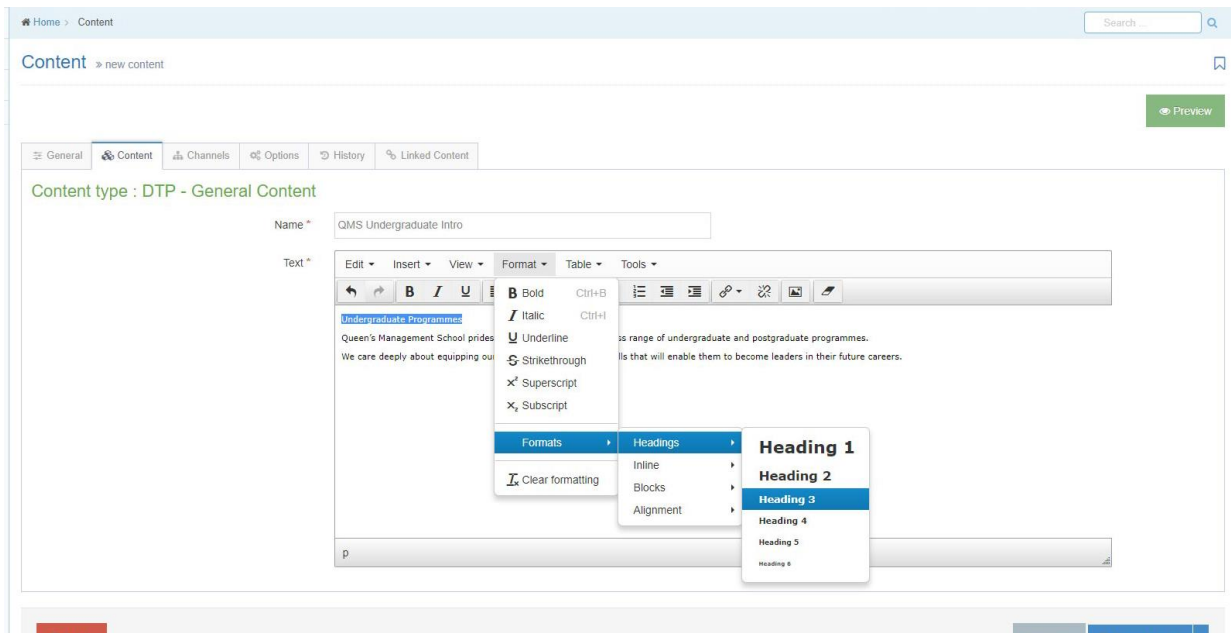 Home > Content
Search ...
Content » new content
Preview
General Content Channels Options History Linked Content
Content type : DTP - General Content
Name * QMS Undergraduate Intro
Text * Edit Insert View Format Table Tools
B I U
Undergraduate Programmes
Queen's Management School prides
ss range of undergraduate and postgraduate programmes.
We care deeply about equipping ou
lls that will enable them to become leaders in their future careers.
B Bold Ctrl+B
I Italic Ctrl+I
U Underline
S Strikethrough
x² Superscript
x₂ Subscript
Formats
Clear formatting
Headings
Inline
Blocks
Alignment
Heading 1
Heading 2
Heading 3
Heading 4
Heading 5
Heading 6
p